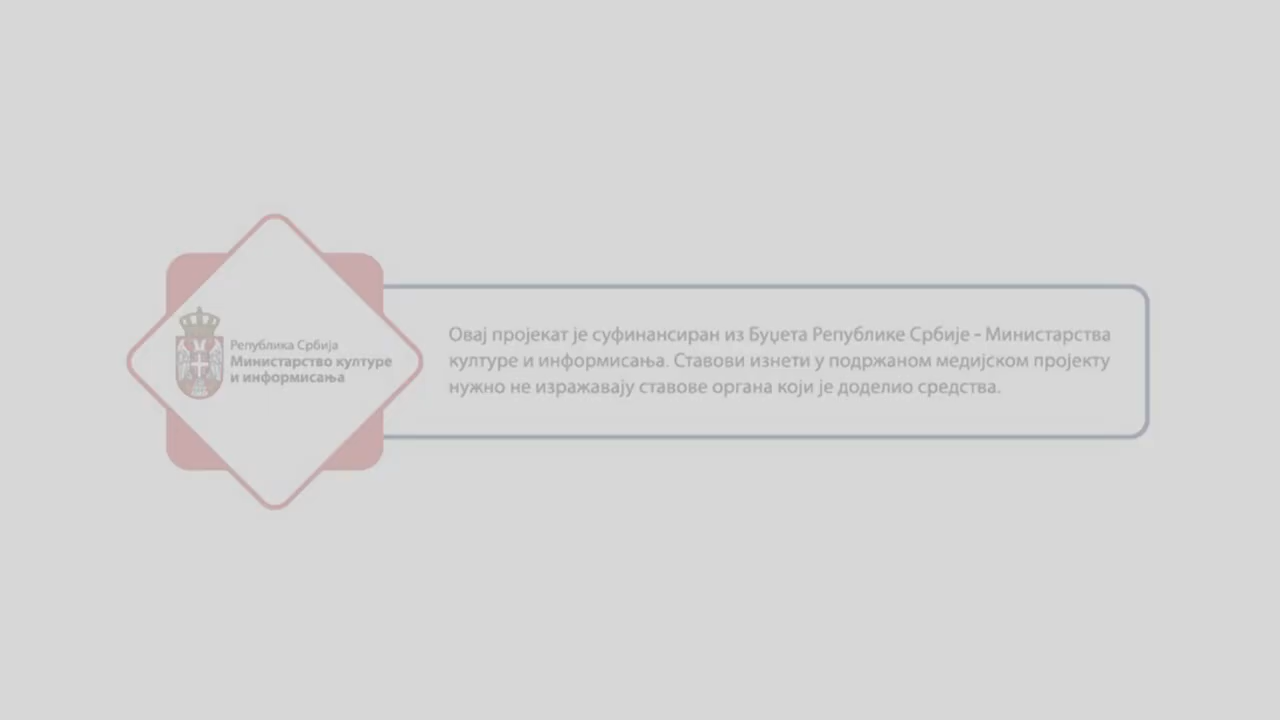 Република Србија
Министарство културе
и информисања
Овај пројекат је суфинансиран из Буџета Републике Србије - Министарства
културе и информисања. Ставови изнети у подржаном медијском пројекту
нужно не изражавају ставове органа који је доделио средства.